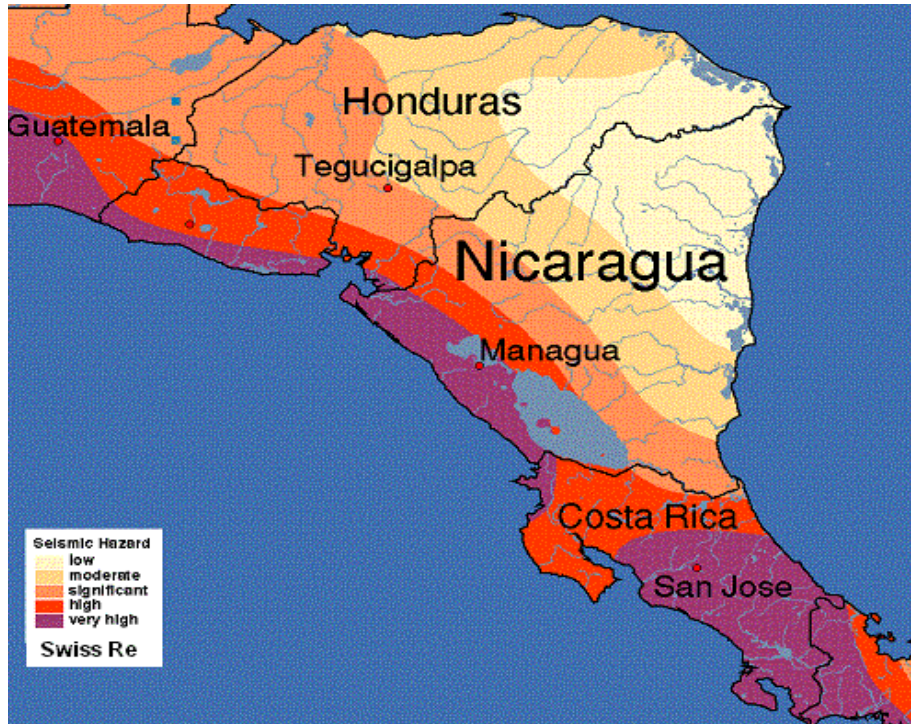 Honduras
Guatemala
Tegucigalpa
Nicaragua
Managua
Costa Rica
San Jose
Seismic Hazard
low
moderate
significant
high
very high
Swiss Re